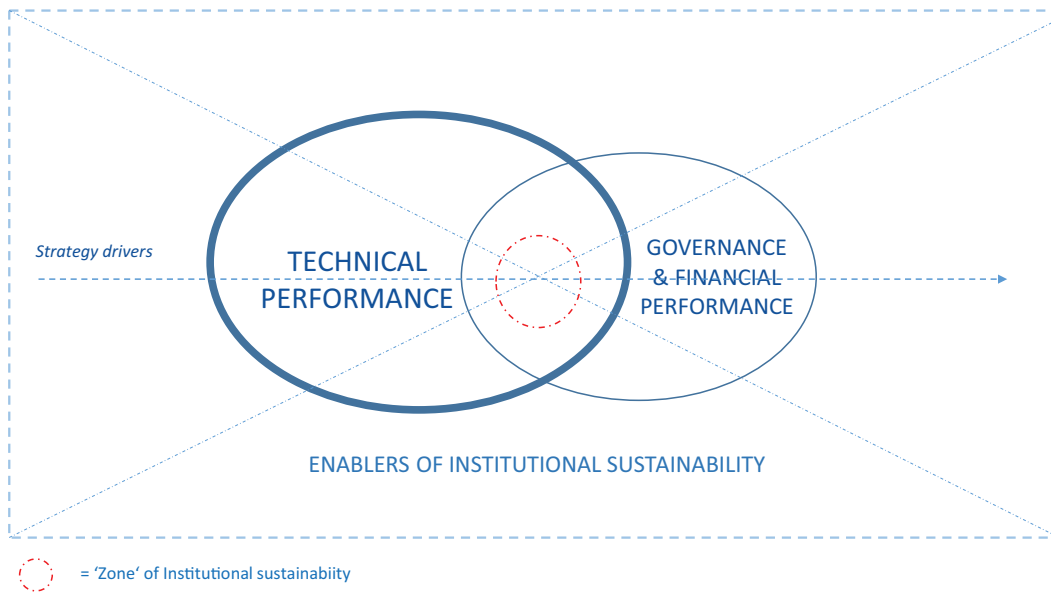 Strategy drivers
TECHNICAL
PERFORMANCE
GOVERNANCE
& FINANCIAL
PERFORMANCE
ENABLERS OF INSTITUTIONAL SUSTAINABILITY
= ‘Zone‘ of Institutional sustainabiity